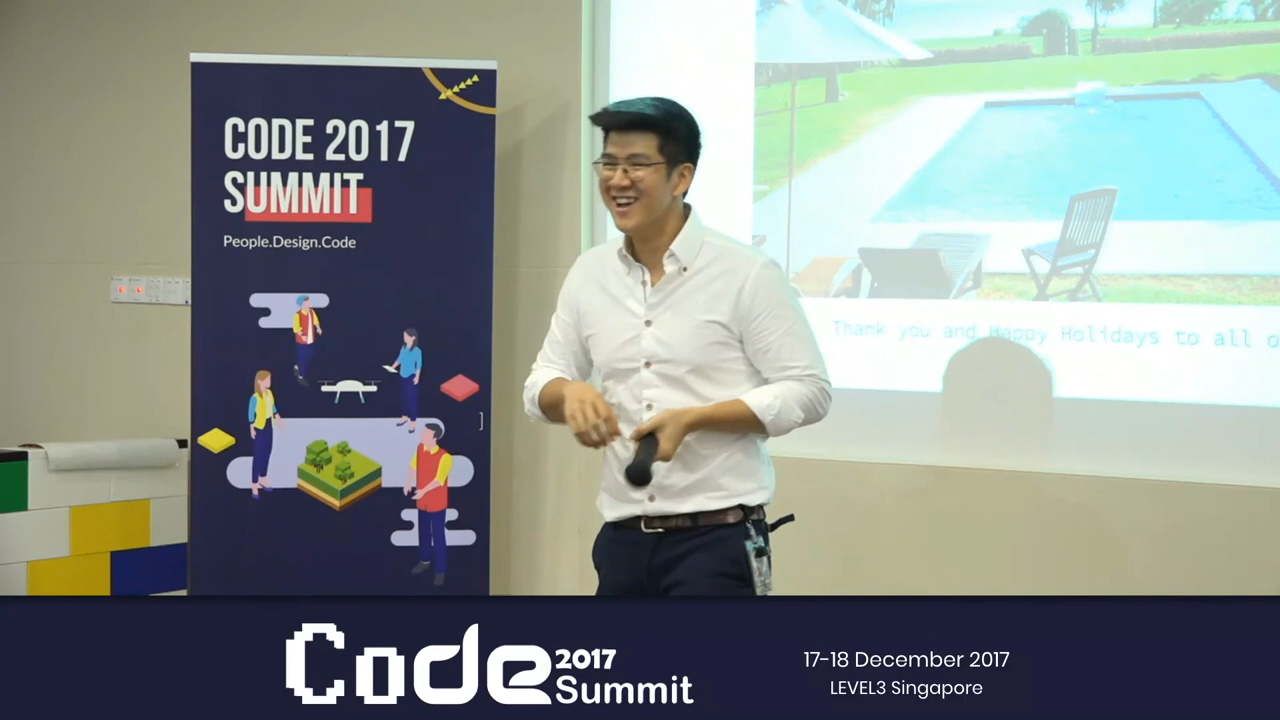 CODE 2017
SUMMIT
People.Design.Code
Thank you and Happy Holidays to all
Code 2017
Summit
17-18 December 2017
LEVEL3 Singapore